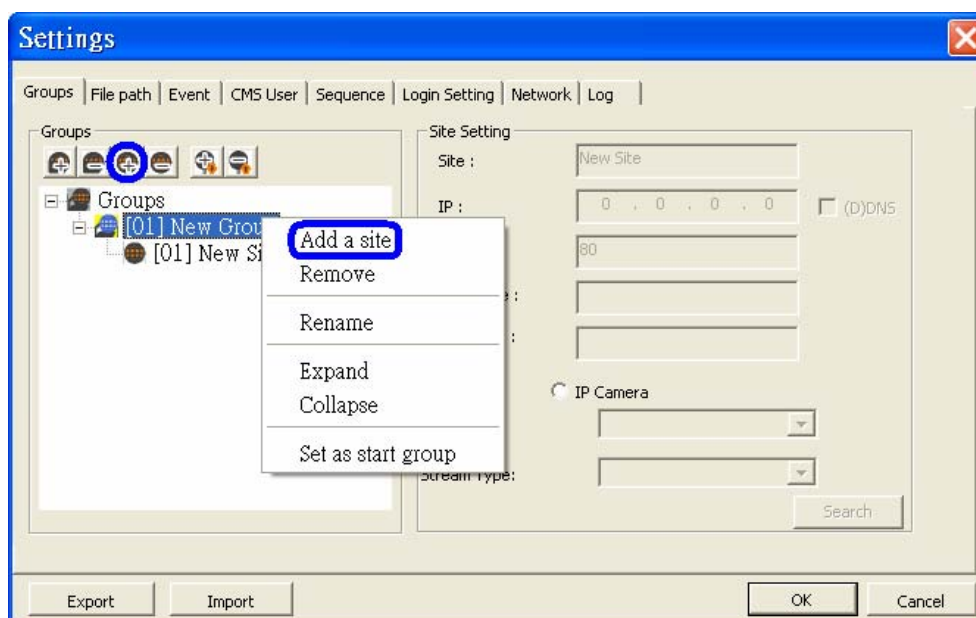 Settings
Groups File path Event CMS User Sequence Login Setting Network Log
Groups
Groups
[01] New Grou
[01] New Si
Add a site
Remove
Rename
Expand
Collapse
Set as start group
Site Setting
Site : New Site
IP : 0 . 0 . 0 . 0 (D)DNS
80
:
:
IP Camera
Stream Type:
Search
Export Import OK Cancel